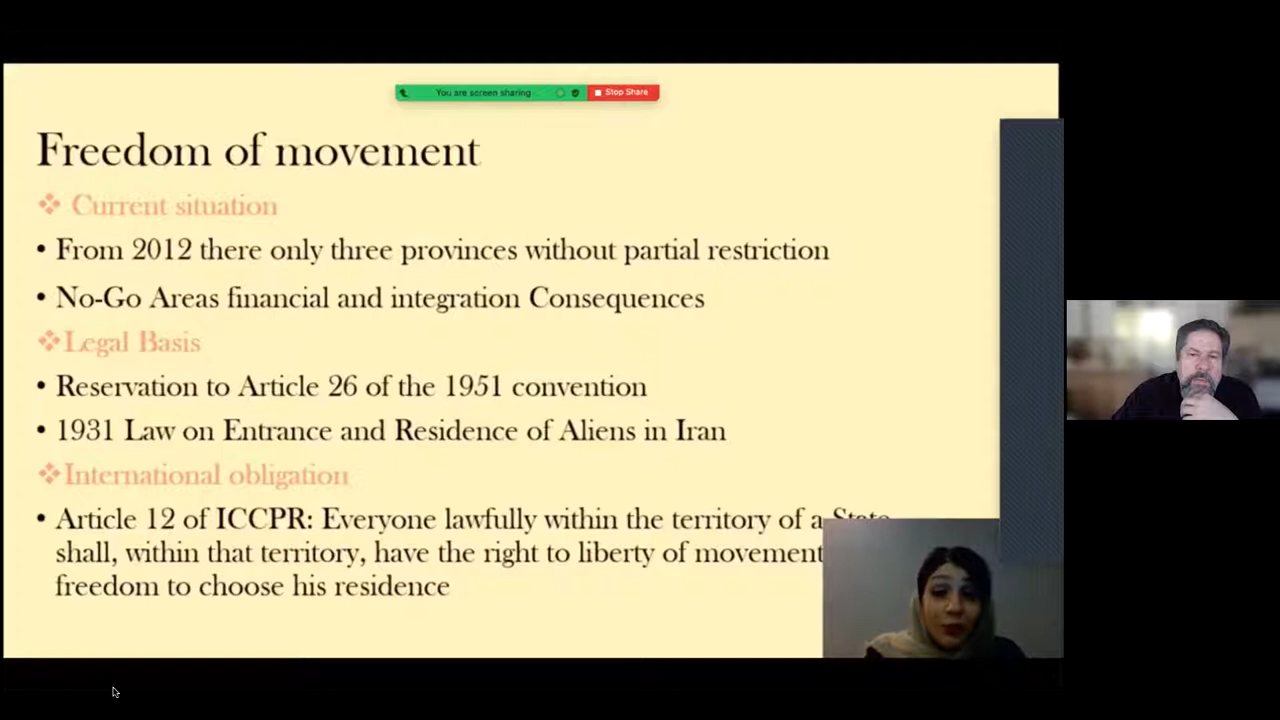 You are screen sharing
Stop Share
Freedom of movement
❖ Current situation
• From 2012 there only three provinces without partial restriction
• No-Go Areas financial and integration Consequences
❖Legal Basis
• Reservation to Article 26 of the 1951 convention
• 1931 Law on Entrance and Residence of Aliens in Iran
❖International obligation
• Article 12 of ICCPR: Everyone lawfully within the territory of a State
shall, within that territory, have the right to liberty of movement
freedom to choose his residence